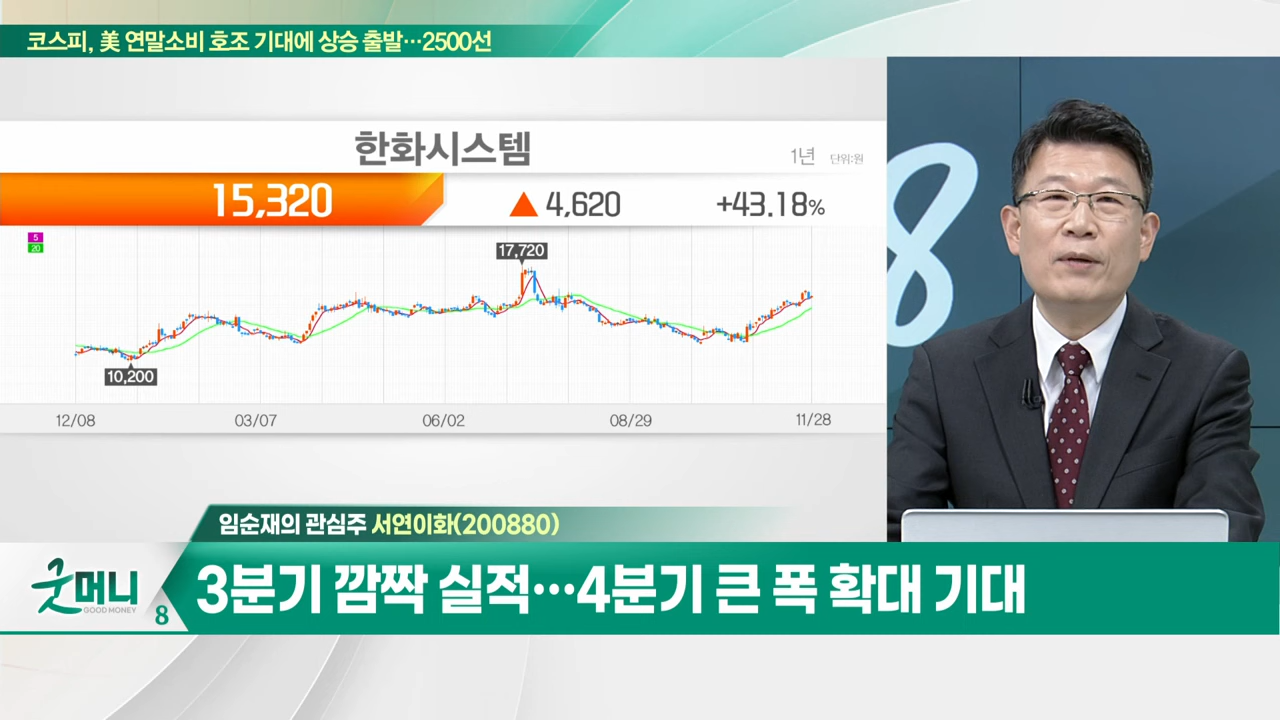 코스피, 美 연말소비 호조 기대에 상승 출발…2500선
한화시스템
1년 단위:원
15,320 ▲ 4,620 +43.18%
5
20
17,720
10,200
12/08 03/07 06/02 08/29 11/28
8
임순재의 관심주 서연이화(200880)
굿머니
GOOD MONEY
8
3분기 깜짝 실적…4분기 큰 폭 확대 기대